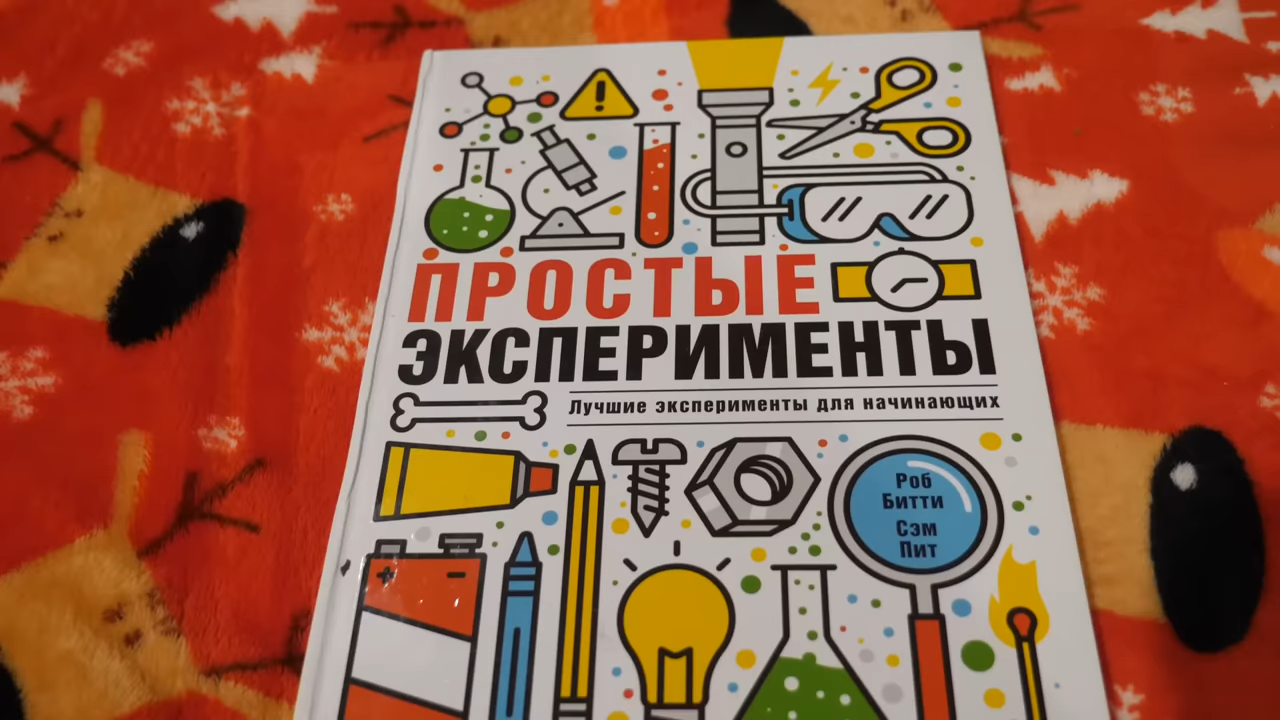 ПРОСТЫЕ
ЭКСПЕРИМЕНТЫ
Лучшие эксперименты для начинающих
Роб
Битти
Сэм
Пит